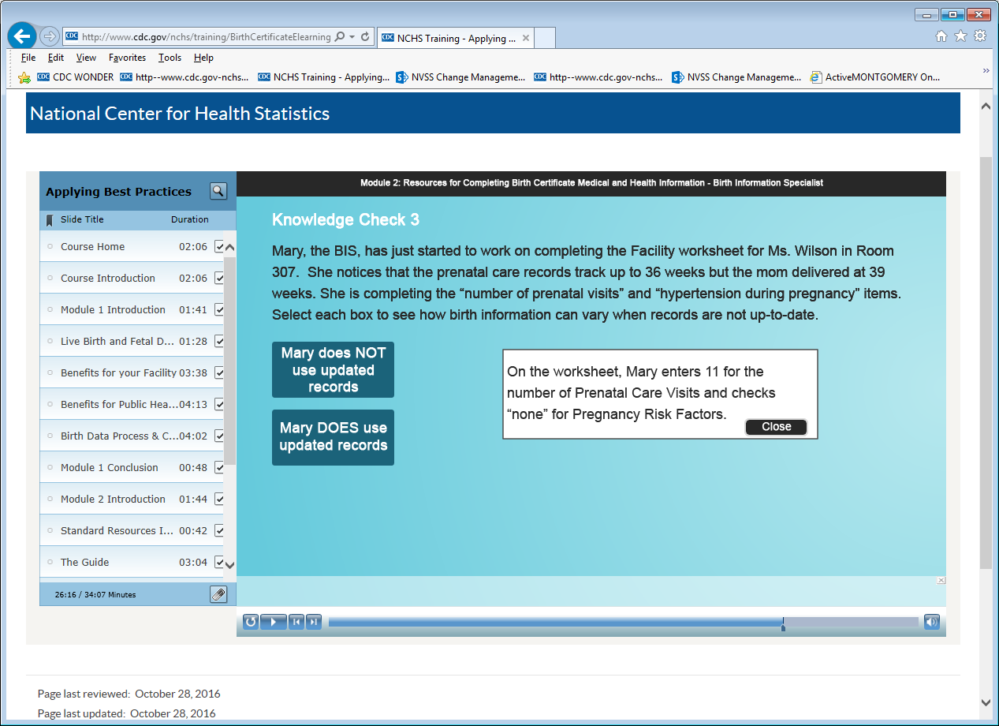 CDC http://www.cdc.gov/nchs/training/BirthCertificateElearning
CDC NCHS Training - Applying ...
File Edit View Favorites Tools Help
CDC CDC WONDER CDC http--www.cdc.gov-nchs... CDC NCHS Training - Applying... NVSS Change Manageme... CDC http--www.cdc.gov-nchs... NVSS Change Manageme... ActiveMONTGOMERY On...
National Center for Health Statistics
Applying Best Practices
Slide Title Duration
Course Home 02:06
Course Introduction 02:06
Module 1 Introduction 01:41
Live Birth and Fetal D... 01:28
Benefits for your Facility 03:38
Benefits for Public Hea... 04:13
Birth Data Process & C... 04:02
Module 1 Conclusion 00:48
Module 2 Introduction 01:44
Standard Resources I... 00:42
The Guide 03:04
26:16 / 34:07 Minutes
Module 2: Resources for Completing Birth Certificate Medical and Health Information - Birth Information Specialist
Knowledge Check 3
Mary, the BIS, has just started to work on completing the Facility worksheet for Ms. Wilson in Room
307. She notices that the prenatal care records track up to 36 weeks but the mom delivered at 39
weeks. She is completing the “number of prenatal visits” and “hypertension during pregnancy” items.
Select each box to see how birth information can vary when records are not up-to-date.
Mary does NOT
use updated
records
Mary DOES use
updated records
On the worksheet, Mary enters 11 for the
number of Prenatal Care Visits and checks
“none” for Pregnancy Risk Factors.
Close
Page last reviewed: October 28, 2016
Page last updated: October 28, 2016